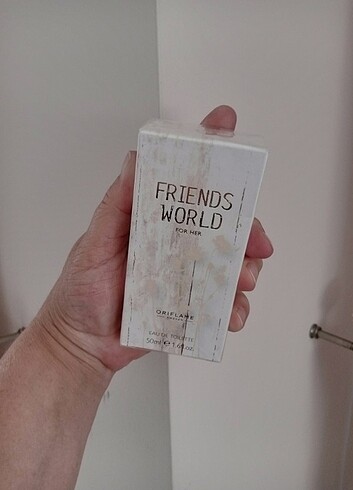 FRIENDS
WORLD
FOR HER
ORIFLAME
EAU DE TOILETTE
50ml ℮ 1.6 fl.oz.